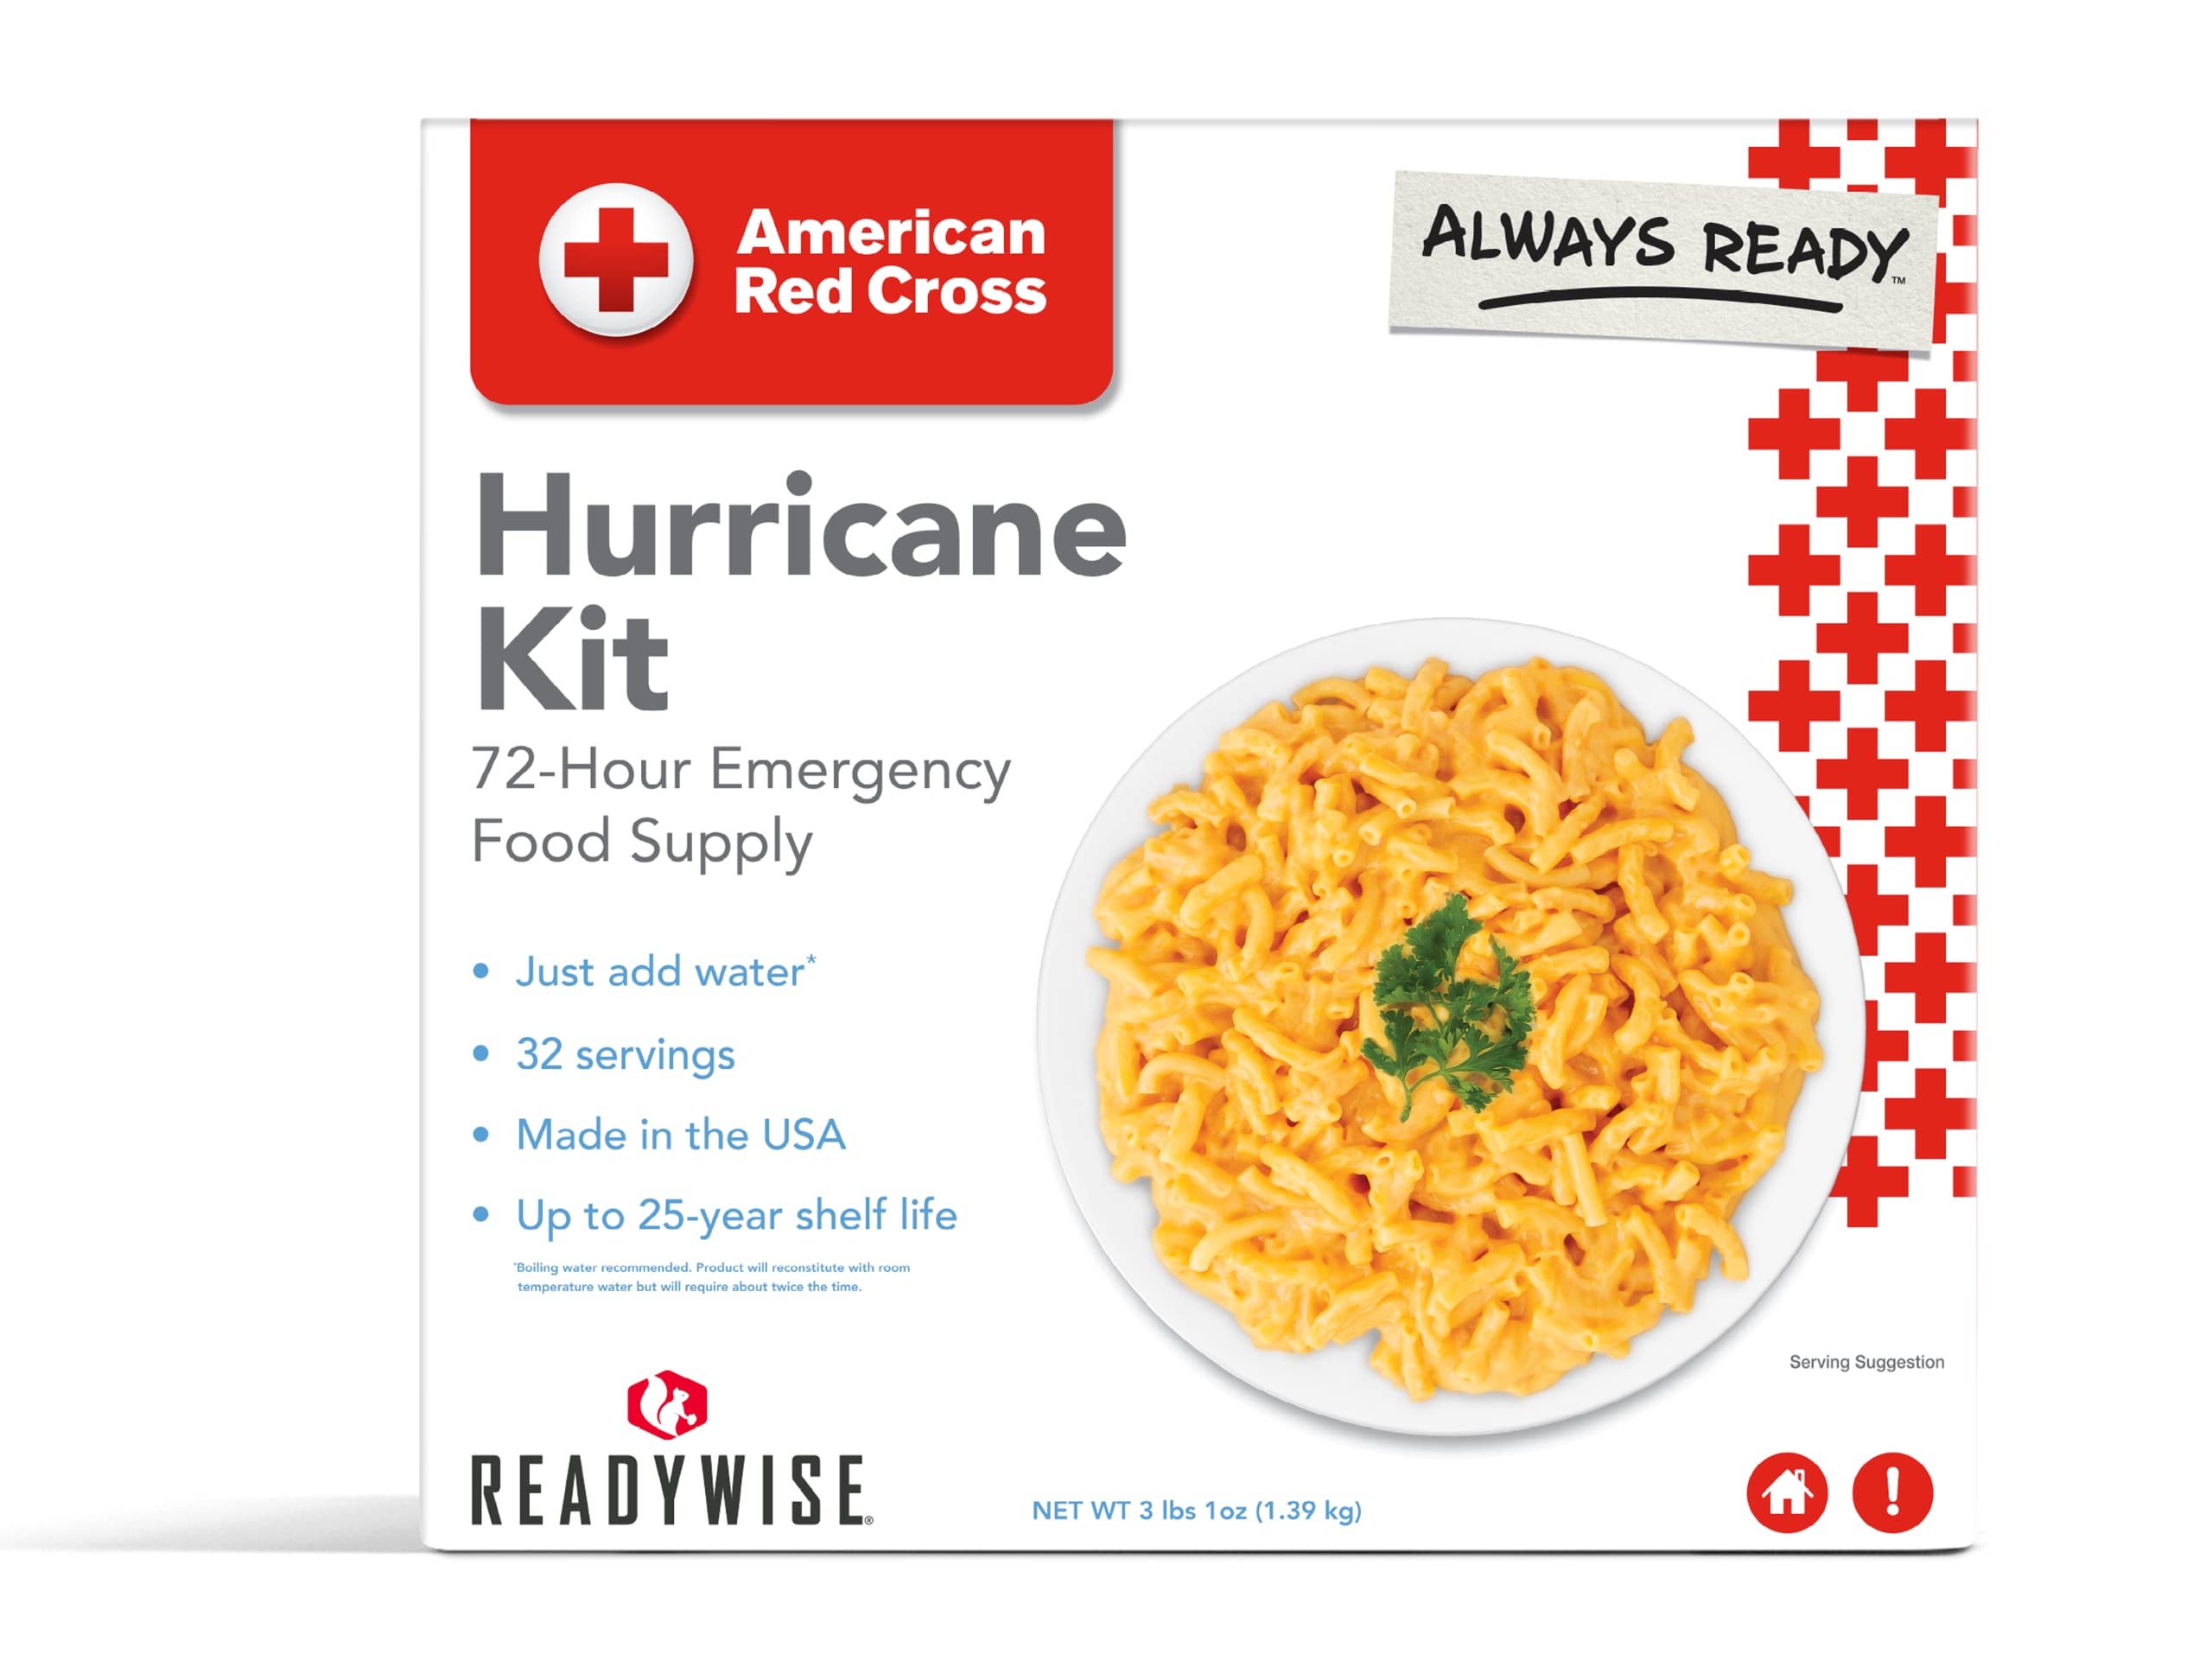 American
Red Cross
ALWAYS READY™
Hurricane
Kit
72-Hour Emergency
Food Supply
• Just add water*
• 32 servings
• Made in the USA
• Up to 25-year shelf life
*Boiling water recommended. Product will reconstitute with room
temperature water but will require about twice the time.
Serving Suggestion
READYWISE®
NET WT 3 lbs 1oz (1.39 kg)